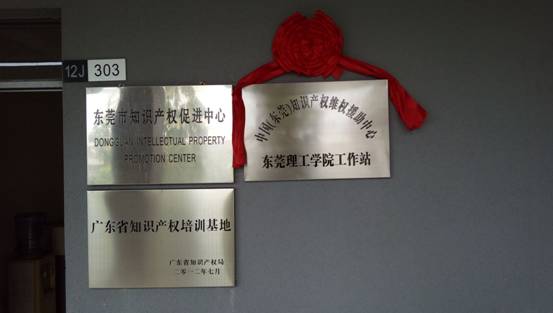 12J 303
东莞市知识产权促进中心
DONGGUAN INTELLECTUAL PROPERTY
PROMOTION CENTER
中国(东莞)知识产权维权援助中心
东莞理工学院工作站
广东省知识产权培训基地
广东省知识产权局
二零一二年七月